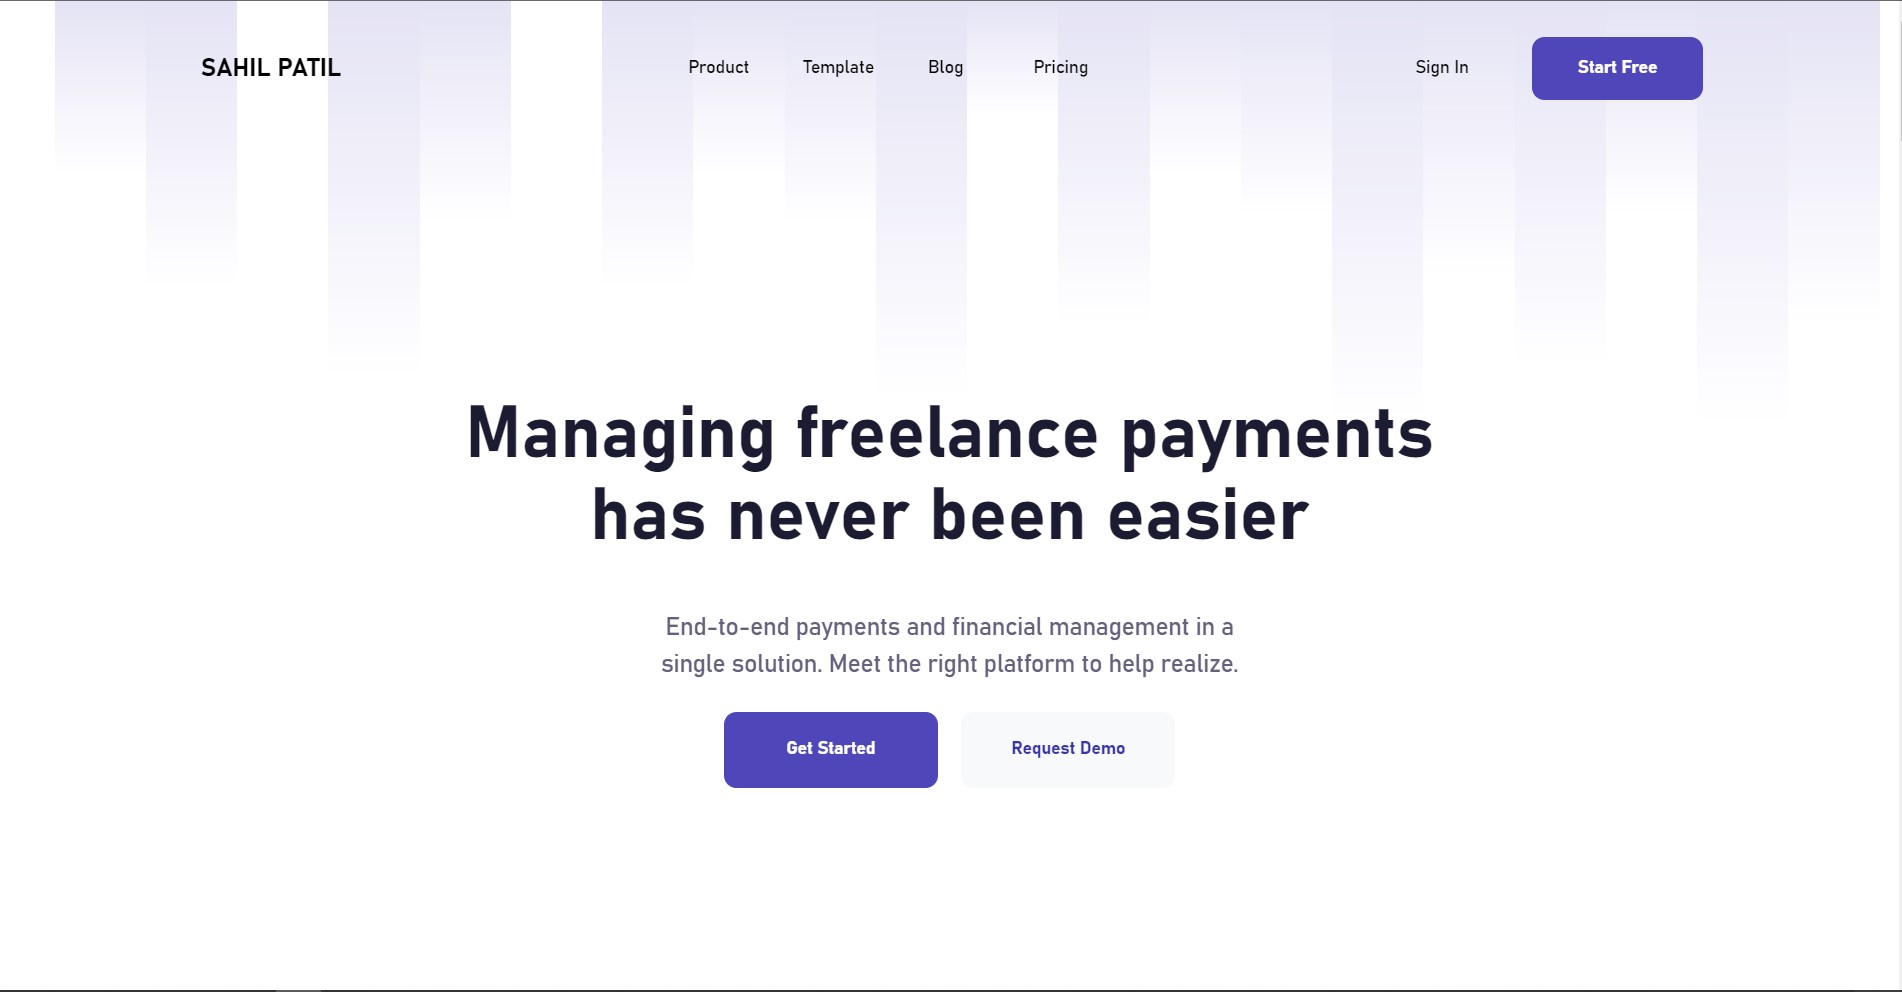 SAHIL PATIL
Product
Template
Blog
Pricing
Sign In
Start Free
Managing freelance payments
has never been easier
End-to-end payments and financial management in a
single solution. Meet the right platform to help realize.
Get Started
Request Demo